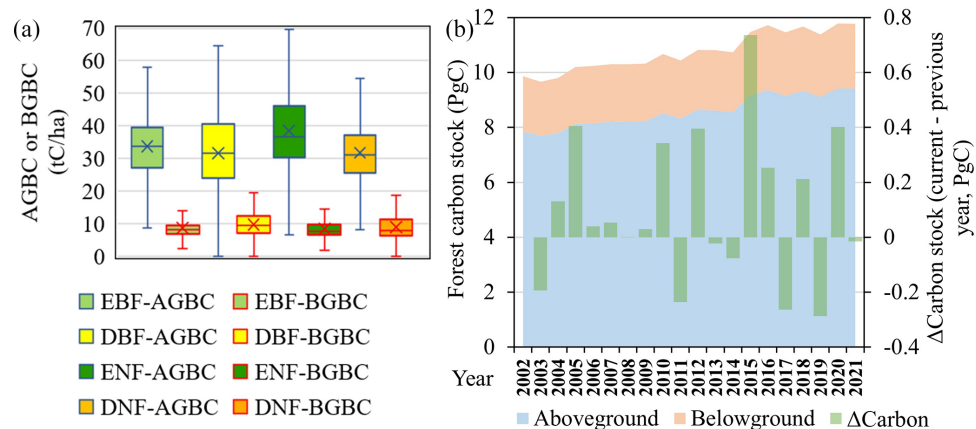 (a)
AGBC or BGBC
(tC/ha)
70
60
50
40
30
20
10
0
EBF-AGBC
EBF-BGBC
DBF-AGBC
DBF-BGBC
ENF-AGBC
ENF-BGBC
DNF-AGBC
DNF-BGBC
(b)
Forest carbon stock (PgC)
12
10
8
6
4
2
0
0.8
0.6
0.4
0.2
0
-0.2
-0.4
ΔCarbon stock (current - previous
year, PgC)
Year
2002
2003
2004
2005
2006
2007
2008
2009
2010
2011
2012
2013
2014
2015
2016
2017
2018
2019
2020
2021
Aboveground
Belowground
ΔCarbon